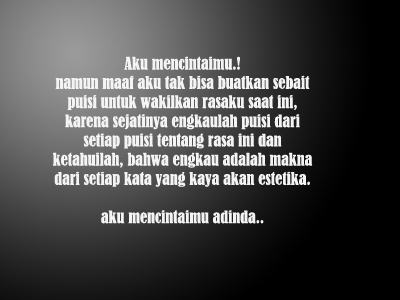 Aku mencintaimu.!
namun maaf aku tak bisa buatkan sebait
puisi untuk wakilkan rasaku saat ini,
karena sejatinya engkaulah puisi dari
setiap puisi tentang rasa ini dan
ketahuilah, bahwa engkau adalah makna
dari setiap kata yang kaya akan estetika.
aku mencintaimu adinda..